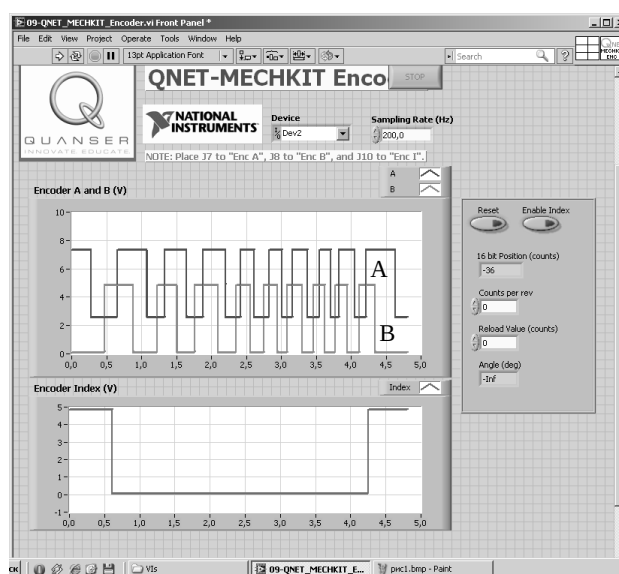 09-QNET_MECHKIT_Encoder.vi Front Panel *
File Edit View Project Operate Tools Window Help
13pt Application Font Search
QNET-MECHKIT Enco STOP
QUANSER
INNOVATE EDUCATE
NATIONAL INSTRUMENTS
Device
Dev2
Sampling Rate (Hz)
200,0
NOTE: Place J7 to "Enc A", J8 to "Enc B", and J10 to "Enc I".
A
B
Encoder A and B (V)
10
8
6
4
2
0
A
B
0,0 0,5 1,0 1,5 2,0 2,5 3,0 3,5 4,0 4,5 5,0
Reset Enable Index
16 bit Position (counts)
-36
Counts per rev
0
Reload Value (counts)
0
Angle (deg)
-Inf
Encoder Index (V)
Index
5
4
3
2
1
0
-1
0,0 0,5 1,0 1,5 2,0 2,5 3,0 3,5 4,0 4,5 5,0
ск VIs 09-QNET_MECHKIT_E... рис1.bmp - Paint